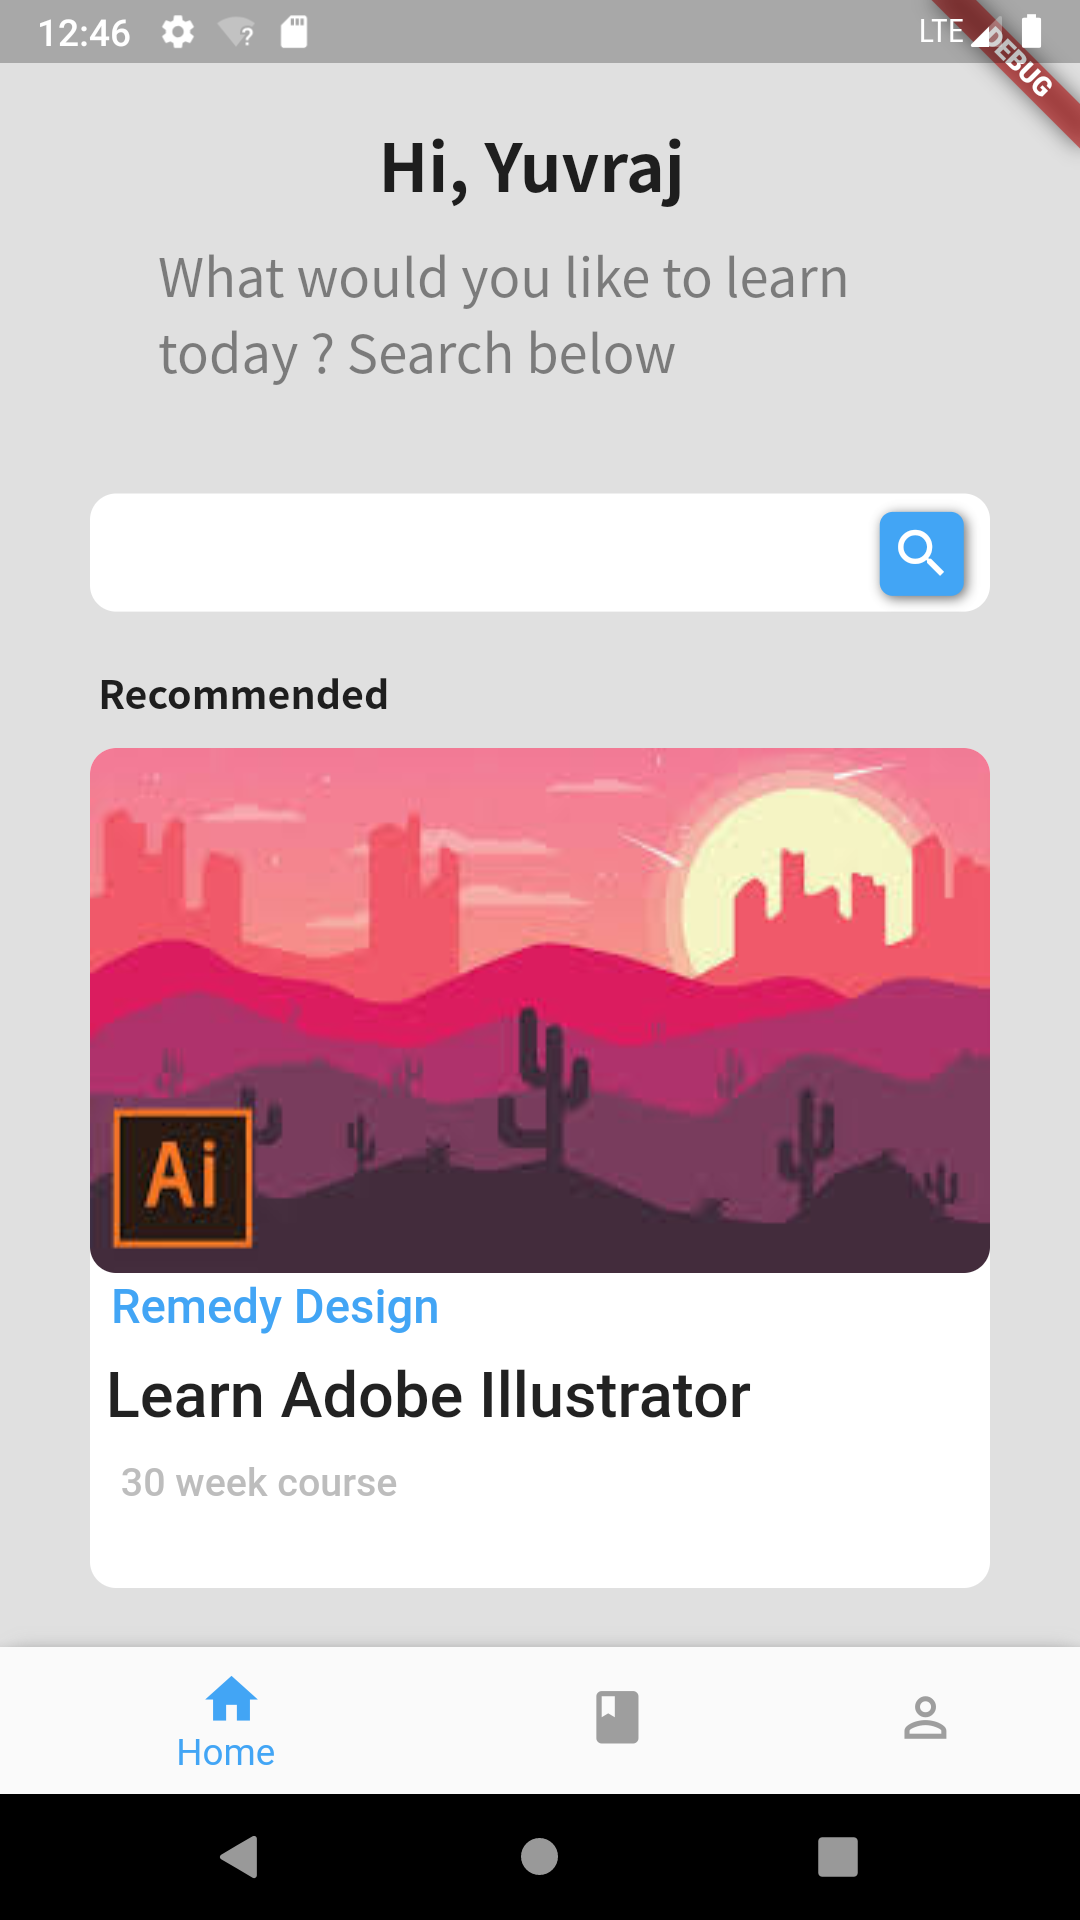 12:46
LTE
DEBUG
Hi, Yuvraj
What would you like to learn
today ? Search below
Recommended
Ai
Remedy Design
Learn Adobe Illustrator
30 week course
Home